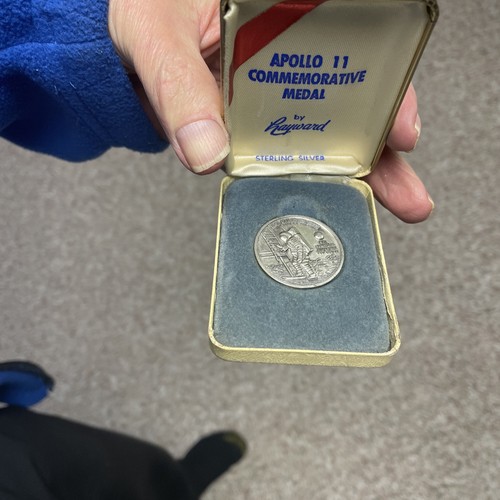 APOLLO 11
COMMEMORATIVE
MEDAL
by
Hayward
STERLING SILVER